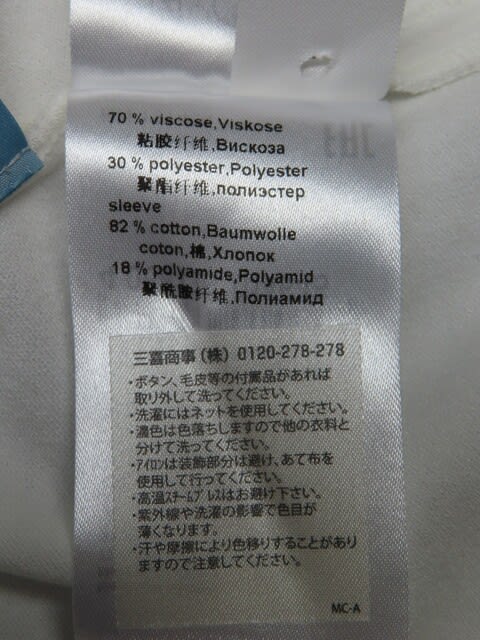 70 % viscose,Viskose
粘胶纤维,Вискоза
30 % polyester,Polyester
聚酯纤维,полиэстер
sleeve
82 % cotton,Baumwolle
coton,棉,Хлопок
18 % polyamide,Polyamid
聚酰胺纤维,Полиамид
三喜商事(株) 0120-278-278
・ボタン、毛皮等の付属品があれば
取り外して洗ってください。
・洗濯にはネットを使用してください。
・濃色は色落ちしますので他の衣料と
分けて洗ってください。
・アイロンは装飾部分は避け、あて布を
使用して行ってください。
・高温スチームプレスはお避け下さい。
・紫外線や洗濯の影響で色目が
薄くなります。
・汗や摩擦により色移りすることがあり
ますので注意してください。
MC-A